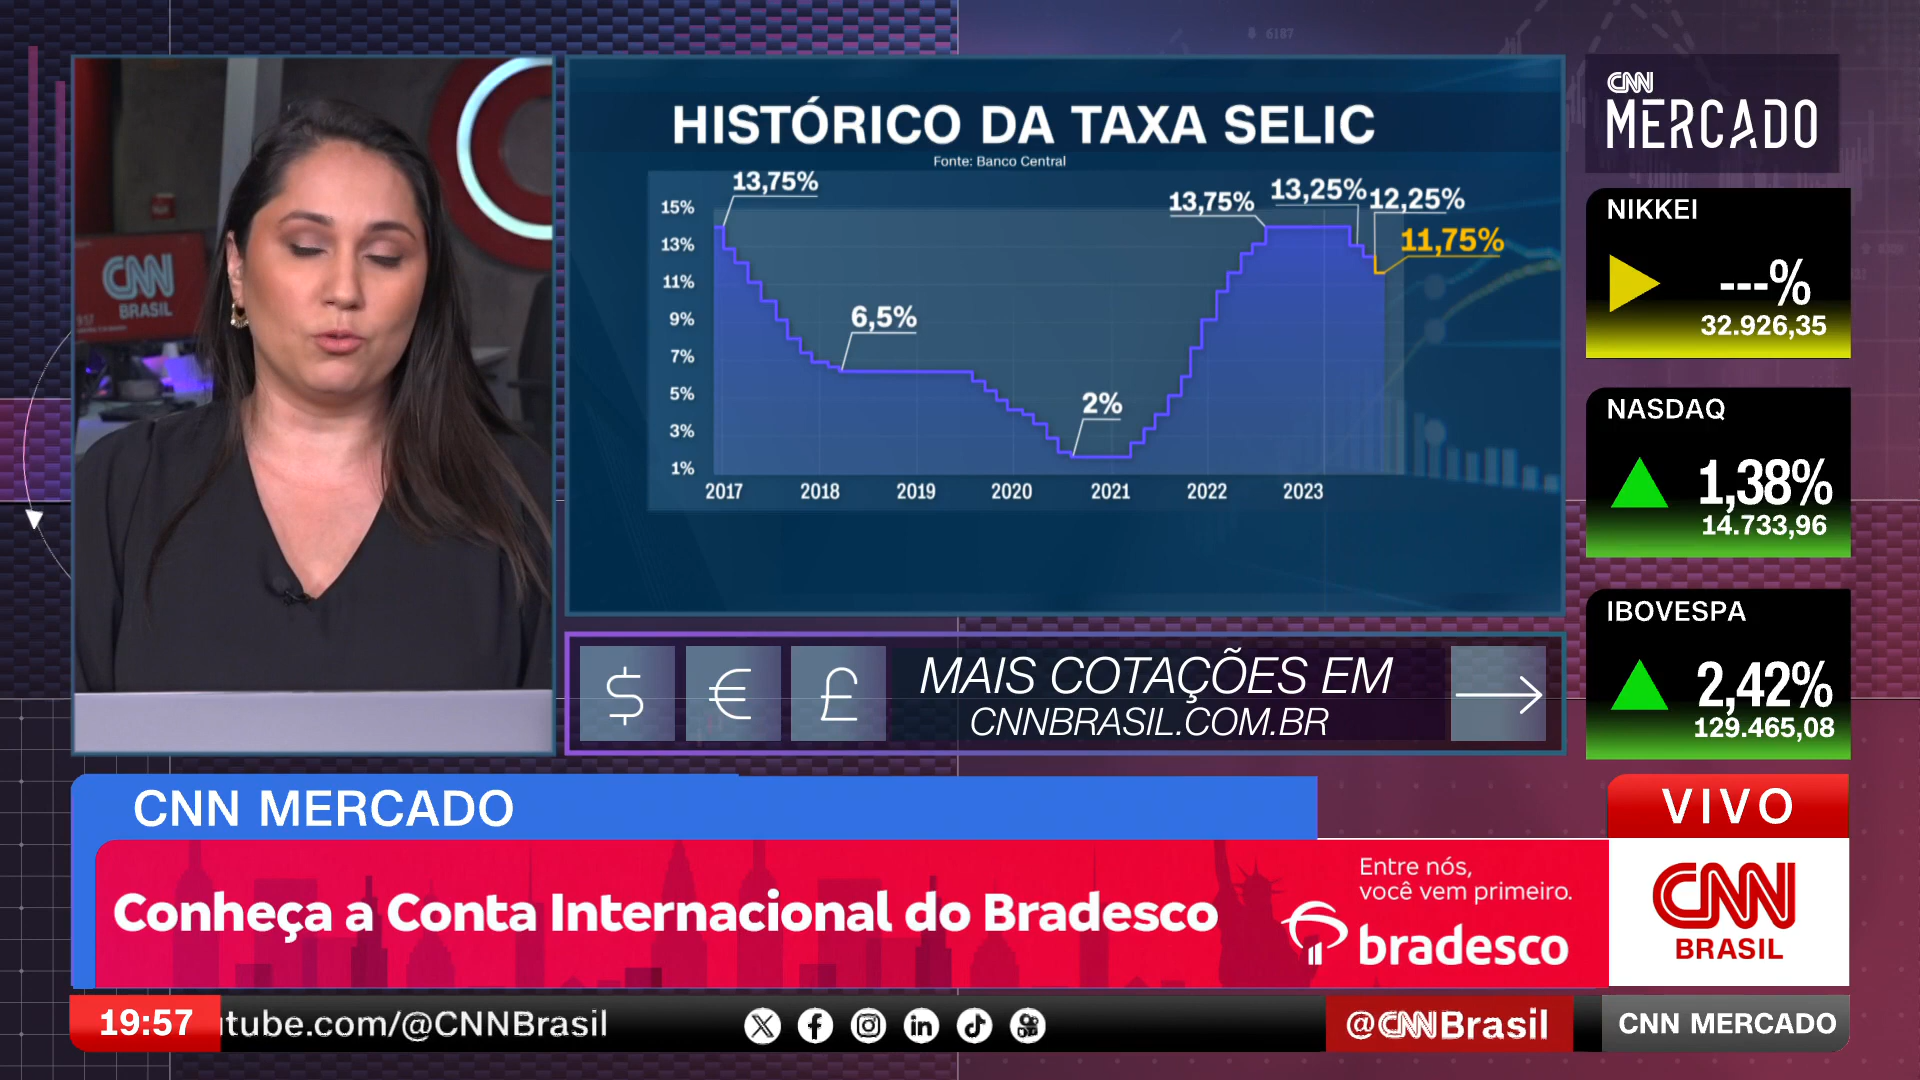 6187
CNN
BRASIL
HISTÓRICO DA TAXA SELIC
Fonte: Banco Central
13,75%
6,5%
2%
13,75%
13,25%
12,25%
11,75%
15%
13%
11%
9%
7%
5%
3%
1%
2017
2018
2019
2020
2021
2022
2023
CNN
MERCADO
NIKKEI
---%
32.926,35
NASDAQ
1,38%
14.733,96
IBOVESPA
2,42%
129.465,08
$ € £
MAIS COTAÇÕES EM
CNNBRASIL.COM.BR
CNN MERCADO
Conheça a Conta Internacional do Bradesco
Entre nós,
você vem primeiro.
bradesco
VIVO
CNN
BRASIL
19:57
tube.com/@CNNBrasil
@CNNBrasil
CNN MERCADO